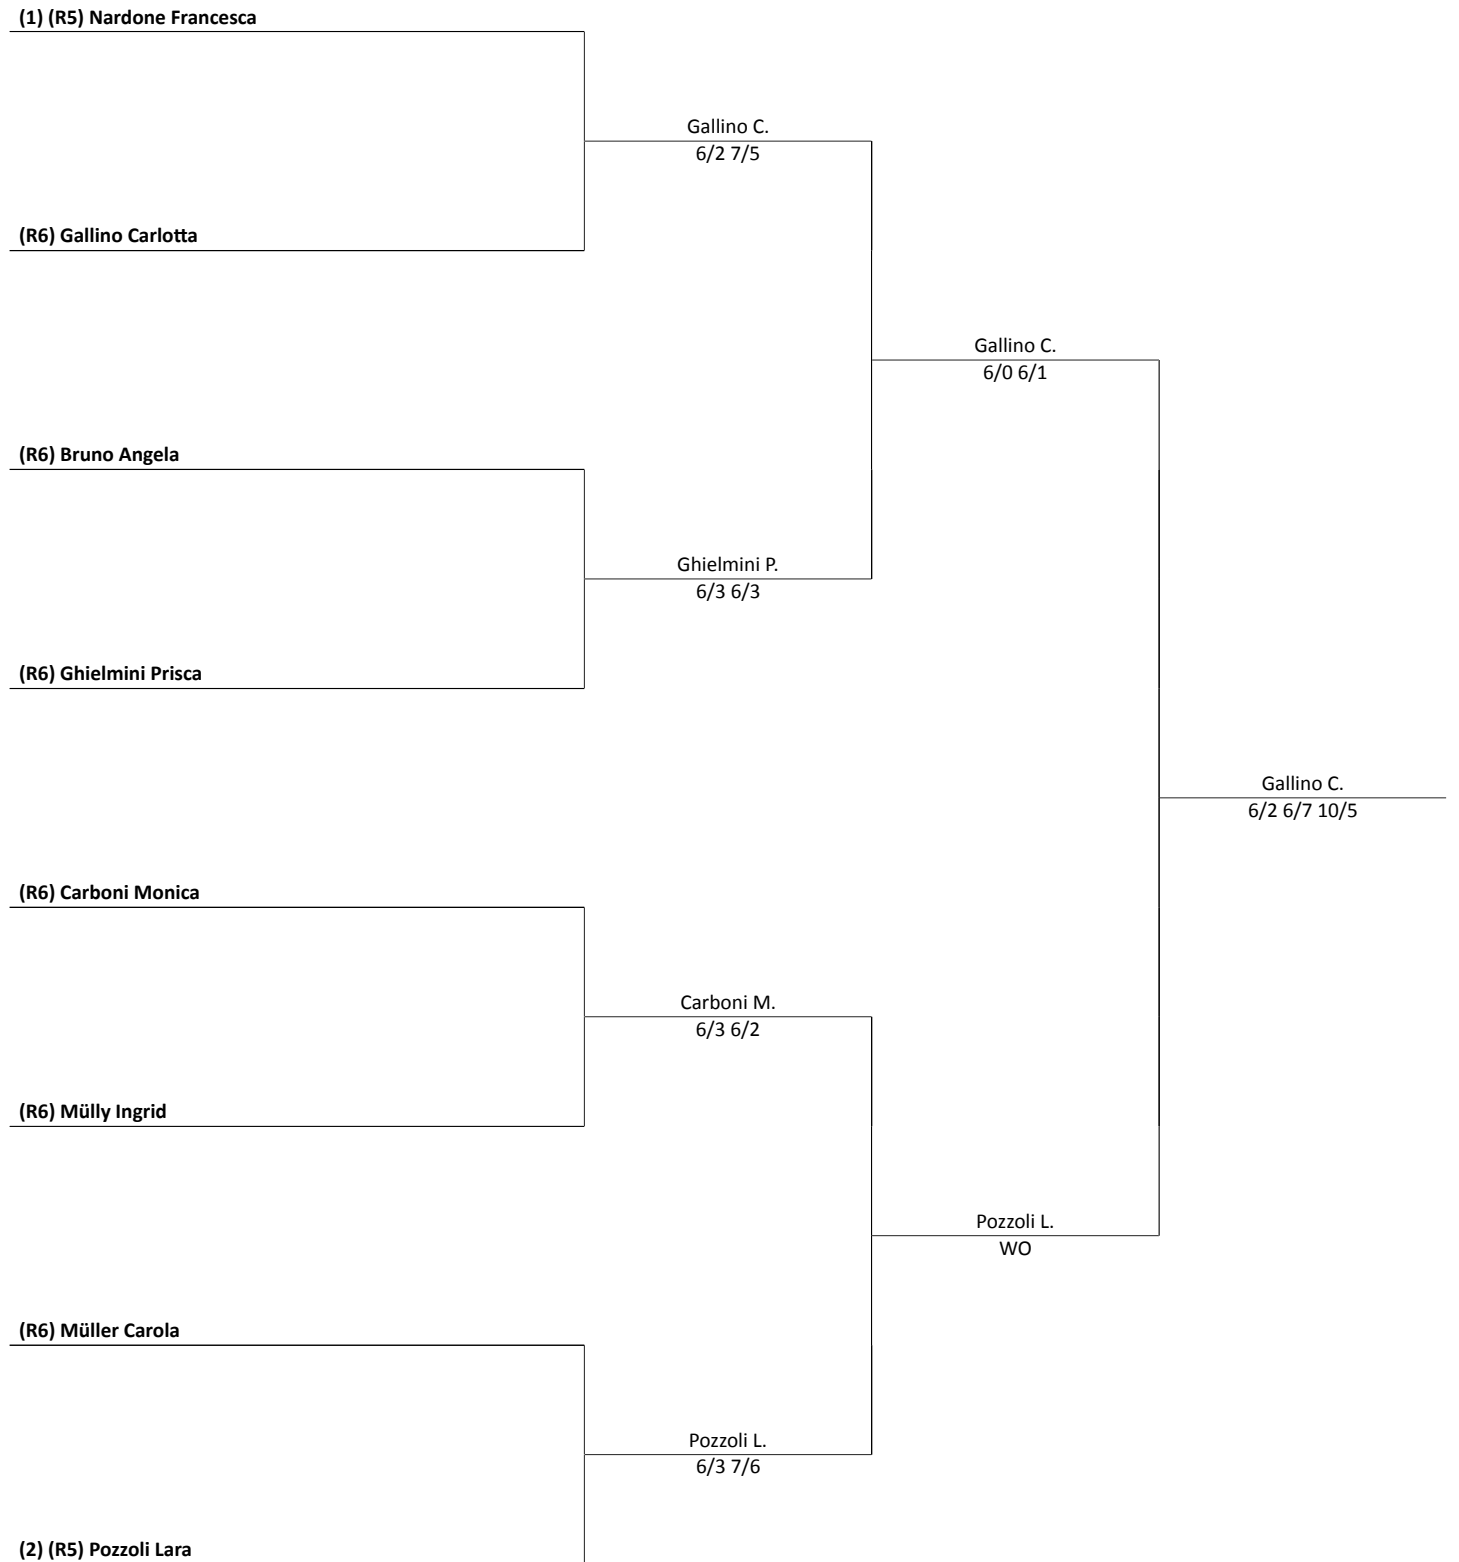 (1) (R5) Nardone Francesca
Gallino C.
6/2 7/5
(R6) Gallino Carlotta
Gallino C.
6/0 6/1
(R6) Bruno Angela
Ghielmini P.
6/3 6/3
(R6) Ghielmini Prisca
Gallino C.
6/2 6/7 10/5
(R6) Carboni Monica
Carboni M.
6/3 6/2
(R6) Mülly Ingrid
Pozzoli L.
WO
(R6) Müller Carola
Pozzoli L.
6/3 7/6
(2) (R5) Pozzoli Lara